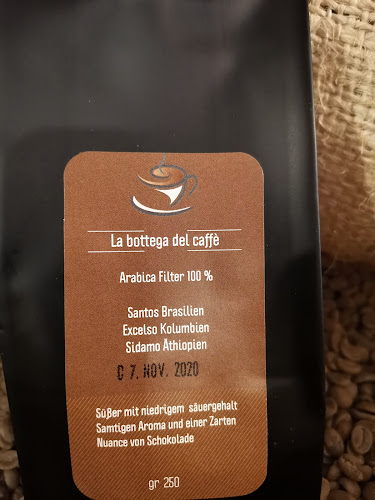 La bottega del caffè
Arabica Filter 100 %
Santos Brasilien
Excelso Kolumbien
Sidamo Äthiopien
0 7. NOV. 2020
Süßer mit niedrigem säuergehalt
Samtigen Aroma und einer Zarten
Nuance von Schokolade
gr 250